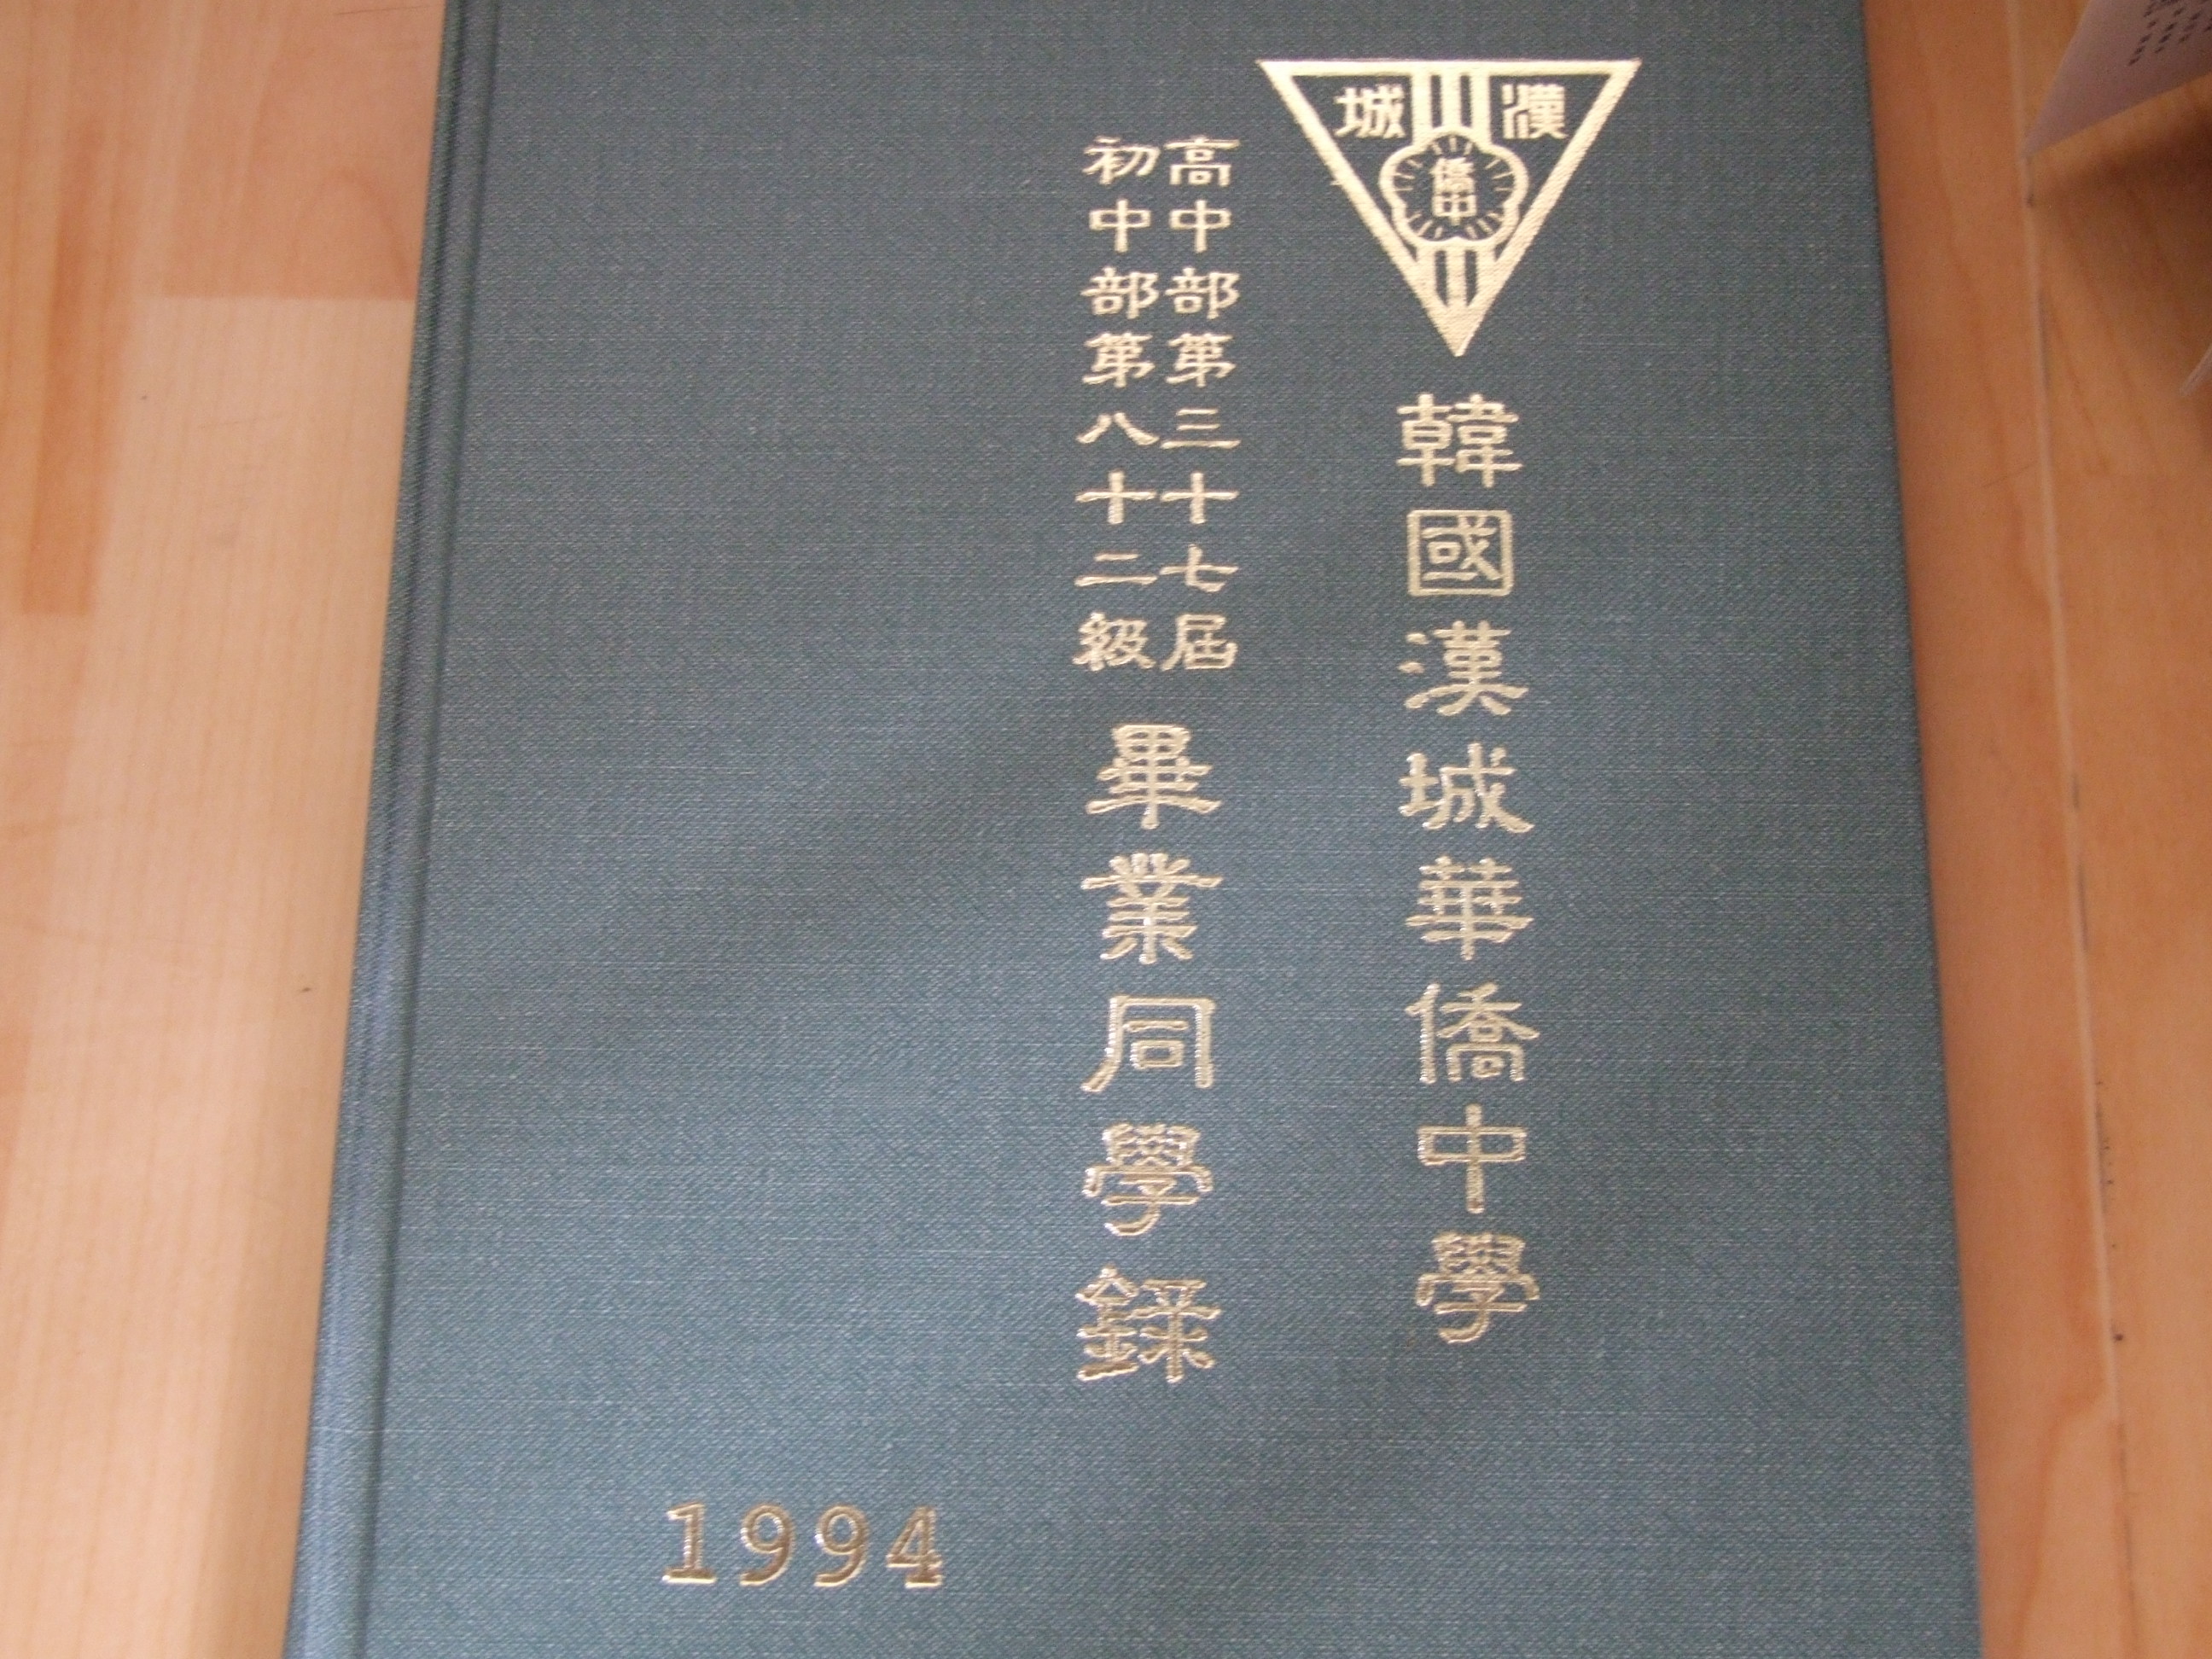 漢城
僑中
韓國漢城華僑中學
高中部第三十七屆
初中部第八十二級
畢業同學錄
1994